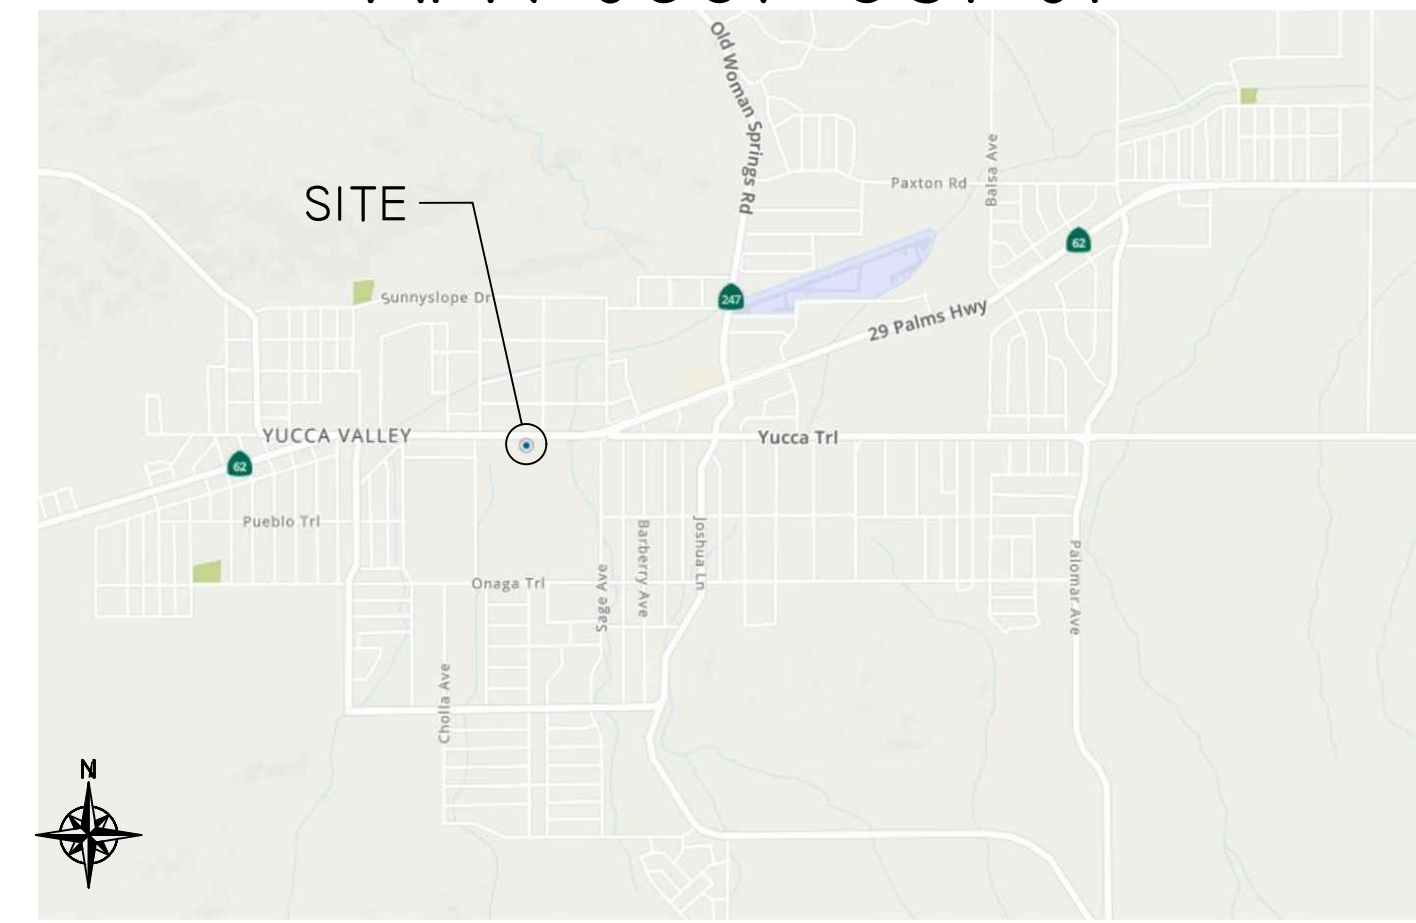 Old Woman Springs Rd
Balsa Ave
Paxton Rd
SITE
62
Sunnyslope Dr
247
29 Palms Hwy
YUCCA VALLEY
Yucca Trl
62
Pueblo Trl
Onaga Trl
Sage Ave
Barberry Ave
Joshua Ln
Palomar Ave
Cholla Ave
N